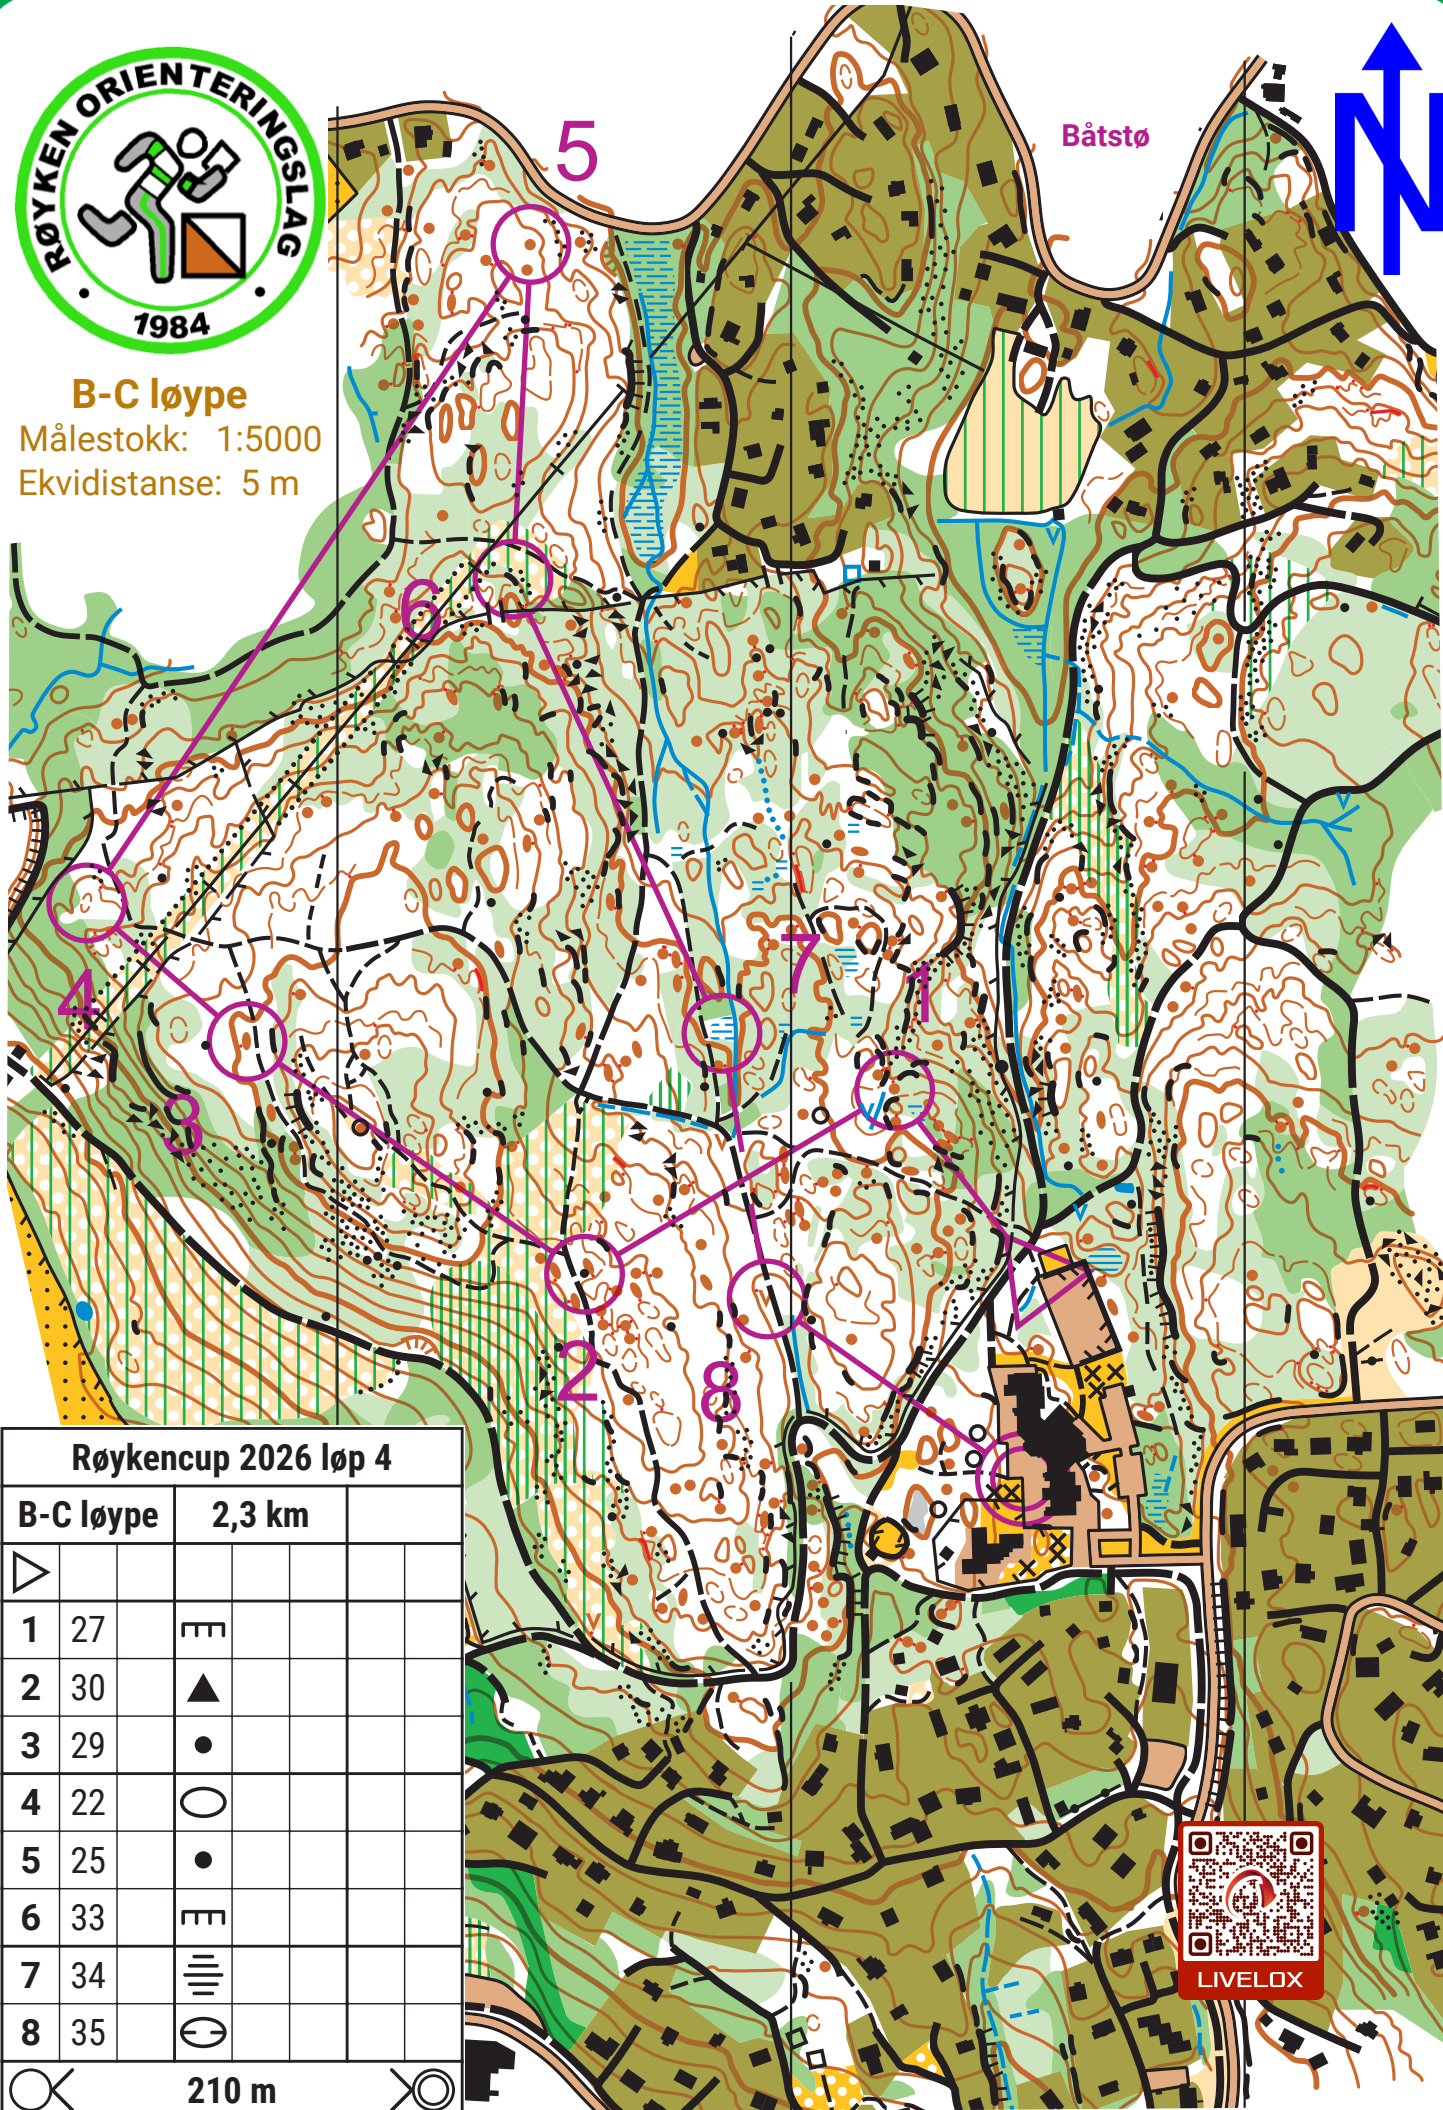 RØYKEN ORIENTERINGSLAG
• 1984 •
B-C løype
Målestokk: 1:5000
Ekvidistanse: 5 m
Båtstø
N
5
6
7
1
4
3
2
8
Røykencup 2026 løp 4
B-C løype 2,3 km
1 27
2 30
3 29
4 22
5 25
6 33
7 34
8 35
210 m
LIVELOX